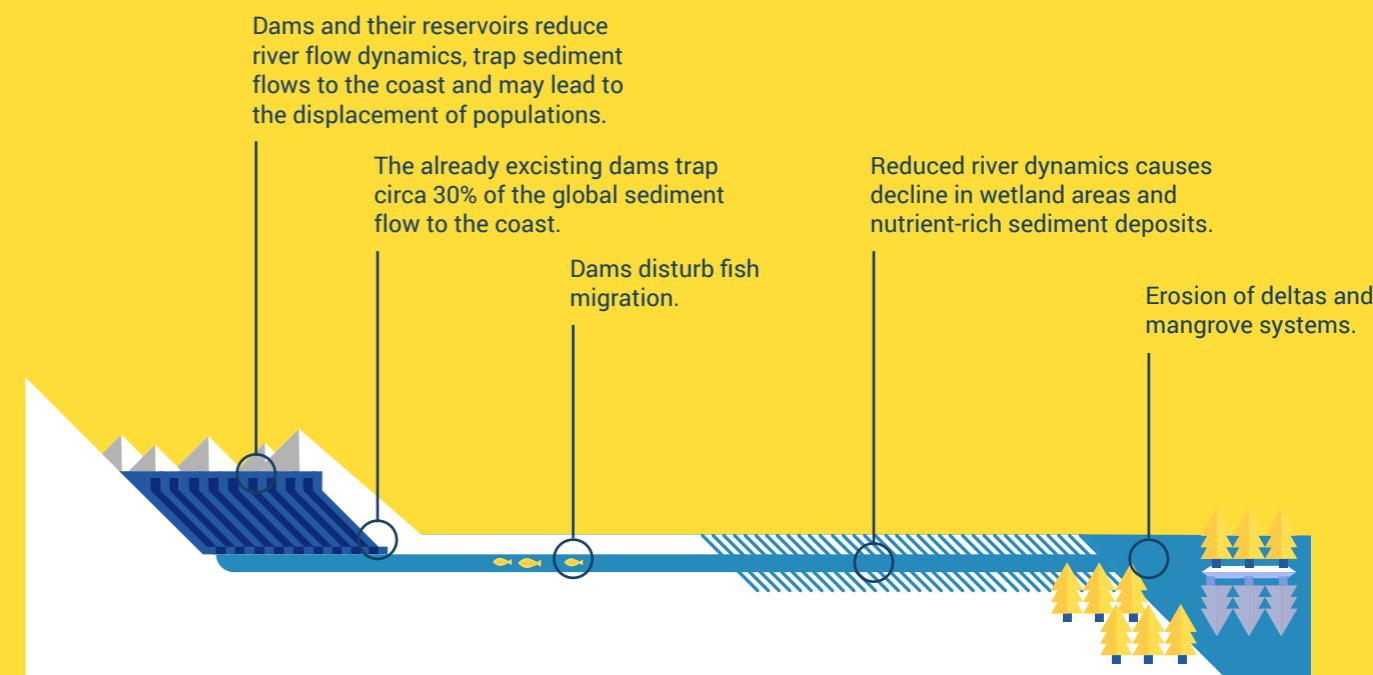 Dams and their reservoirs reduce
river flow dynamics, trap sediment
flows to the coast and may lead to
the displacement of populations.
The already excisting dams trap
circa 30% of the global sediment
flow to the coast.
Dams disturb fish
migration.
Reduced river dynamics causes
decline in wetland areas and
nutrient-rich sediment deposits.
Erosion of deltas and
mangrove systems.